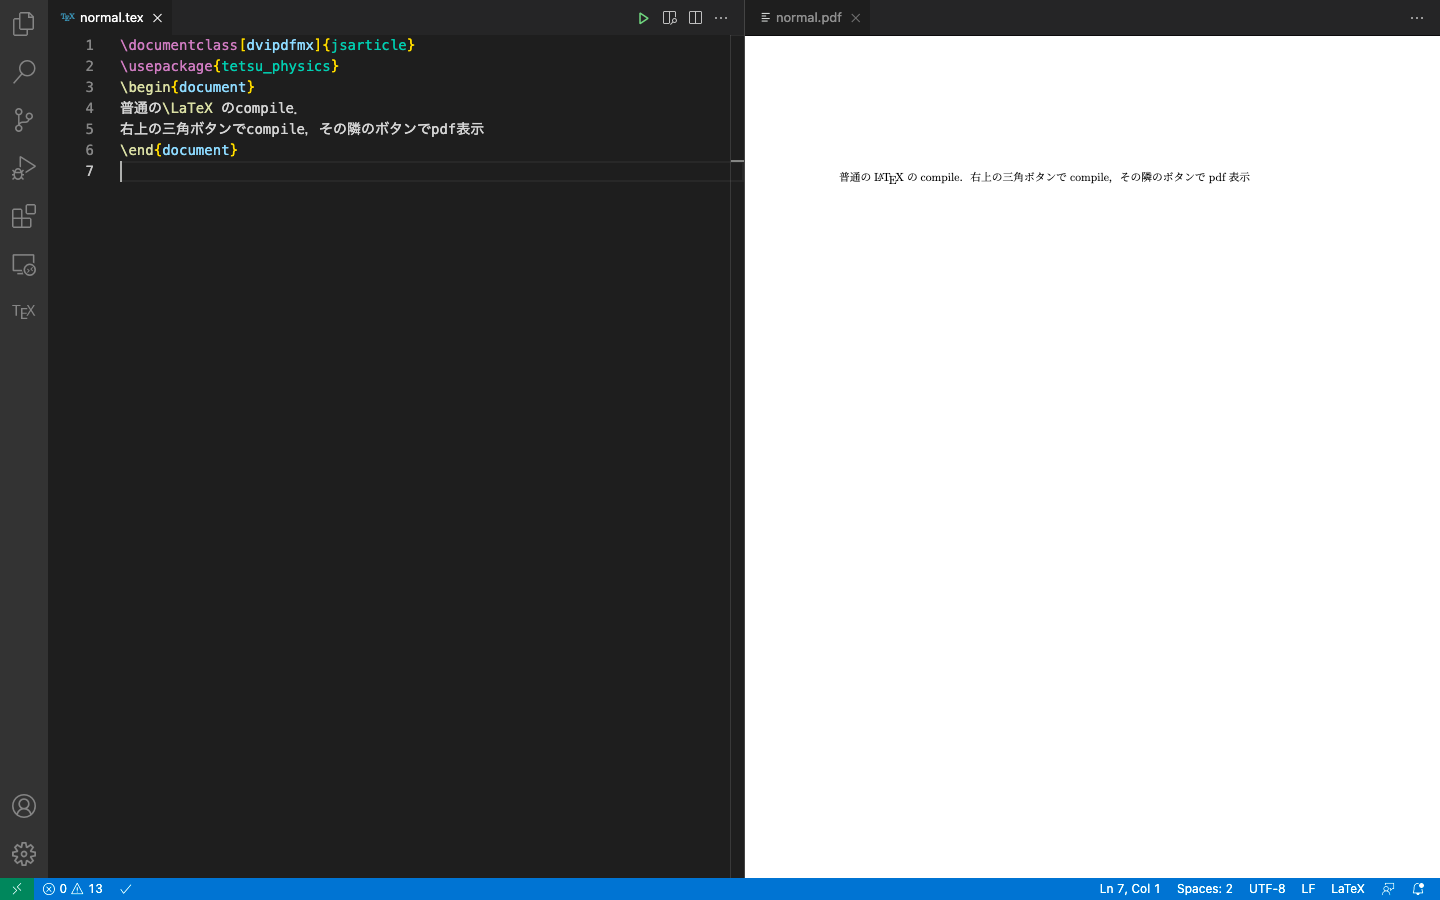 TEX normal.tex
normal.pdf
1 \documentclass[dvipdfmx]{jsarticle}
2 \usepackage{tetsu_physics}
3 \begin{document}
4 普通の\LaTeX のcompile．
5 右上の三角ボタンでcompile，その隣のボタンでpdf表示
6 \end{document}
7
普通の LATEX の compile．右上の三角ボタンで compile，その隣のボタンで pdf 表示
TEX
0 13
Ln 7, Col 1 Spaces: 2 UTF-8 LF LaTeX